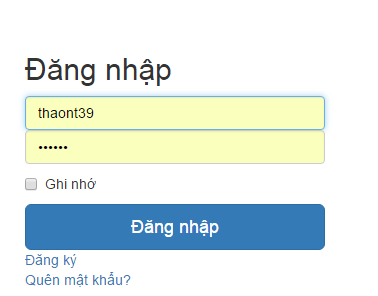 Đăng nhập
thaont39
••••••
Ghi nhớ
Đăng nhập
Đăng ký
Quên mật khẩu?